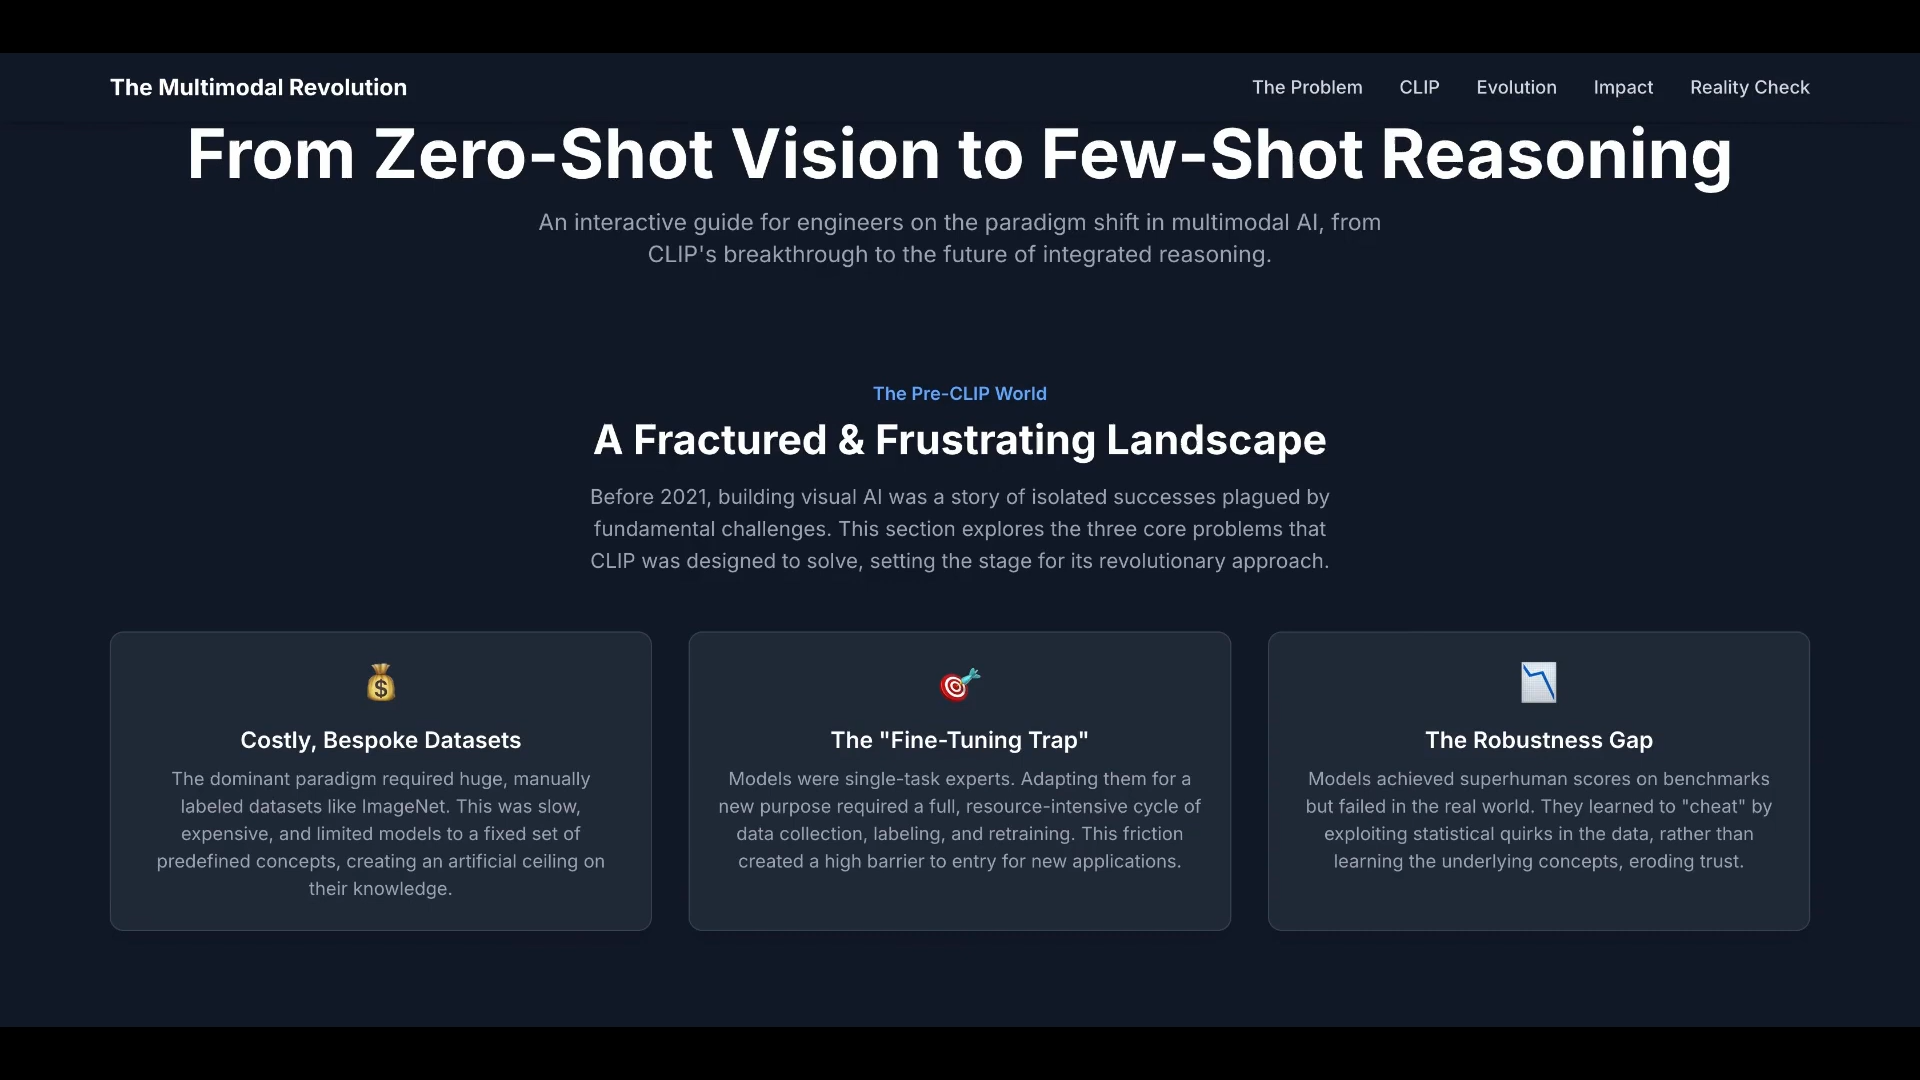 The Multimodal Revolution
The Problem
CLIP
Evolution
Impact
Reality Check
From Zero-Shot Vision to Few-Shot Reasoning
An interactive guide for engineers on the paradigm shift in multimodal AI, from
CLIP's breakthrough to the future of integrated reasoning.
The Pre-CLIP World
A Fractured & Frustrating Landscape
Before 2021, building visual AI was a story of isolated successes plagued by
fundamental challenges. This section explores the three core problems that
CLIP was designed to solve, setting the stage for its revolutionary approach.
Costly, Bespoke Datasets
The dominant paradigm required huge, manually
labeled datasets like ImageNet. This was slow,
expensive, and limited models to a fixed set of
predefined concepts, creating an artificial ceiling on
their knowledge.
The "Fine-Tuning Trap"
Models were single-task experts. Adapting them for a
new purpose required a full, resource-intensive cycle of
data collection, labeling, and retraining. This friction
created a high barrier to entry for new applications.
The Robustness Gap
Models achieved superhuman scores on benchmarks
but failed in the real world. They learned to "cheat" by
exploiting statistical quirks in the data, rather than
learning the underlying concepts, eroding trust.